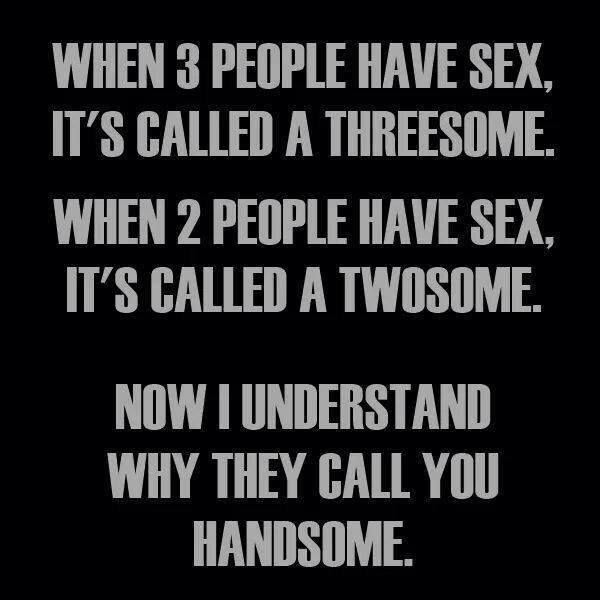 WHEN 3 PEOPLE HAVE SEX,
IT'S CALLED A THREESOME.
WHEN 2 PEOPLE HAVE SEX,
IT'S CALLED A TWOSOME.
NOW I UNDERSTAND
WHY THEY CALL YOU
HANDSOME.